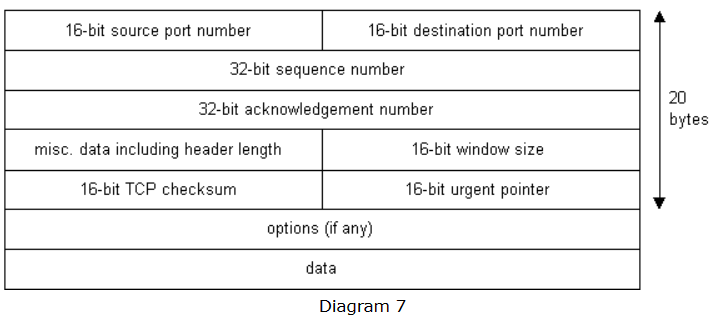 16-bit source port number
16-bit destination port number
32-bit sequence number
32-bit acknowledgement number
misc. data including header length
16-bit window size
16-bit TCP checksum
16-bit urgent pointer
options (if any)
data
20
bytes
Diagram 7